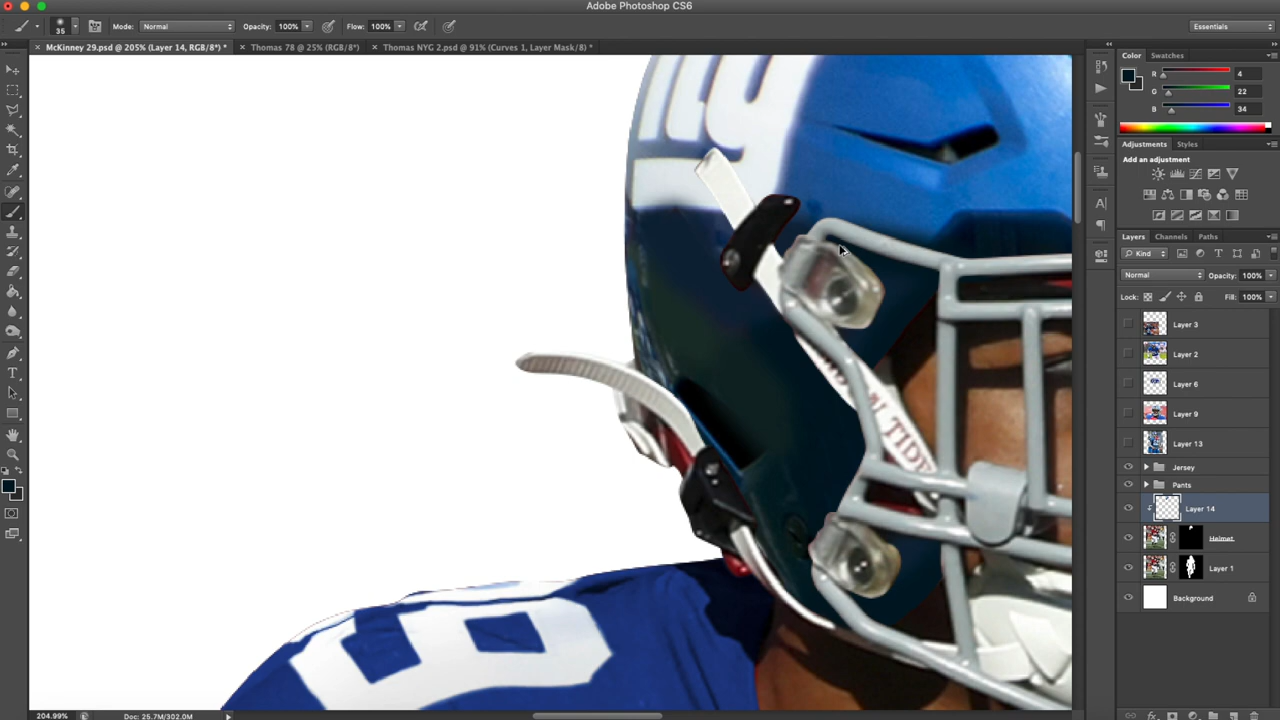 Adobe Photoshop CS6
35 Mode: Normal Opacity: 100% Flow: 100% Essentials
× McKinney 29.psd @ 205% (Layer 14, RGB/8*) * × Thomas 78 @ 25% (RGB/8*) × Thomas NYG 2.psd @ 91% (Curves 1, Layer Mask/8) *
Color Swatches
R 4
G 22
B 34
Adjustments Styles
Add an adjustment
Layers Channels Paths
Kind
Normal Opacity: 100%
Lock: Fill: 100%
Layer 3
Layer 2
Layer 6
Layer 9
Layer 13
Jersey
Pants
Layer 14
Helmet
Layer 1
Background
ny
TIDE
204.99% Doc: 25.7M/302.0M